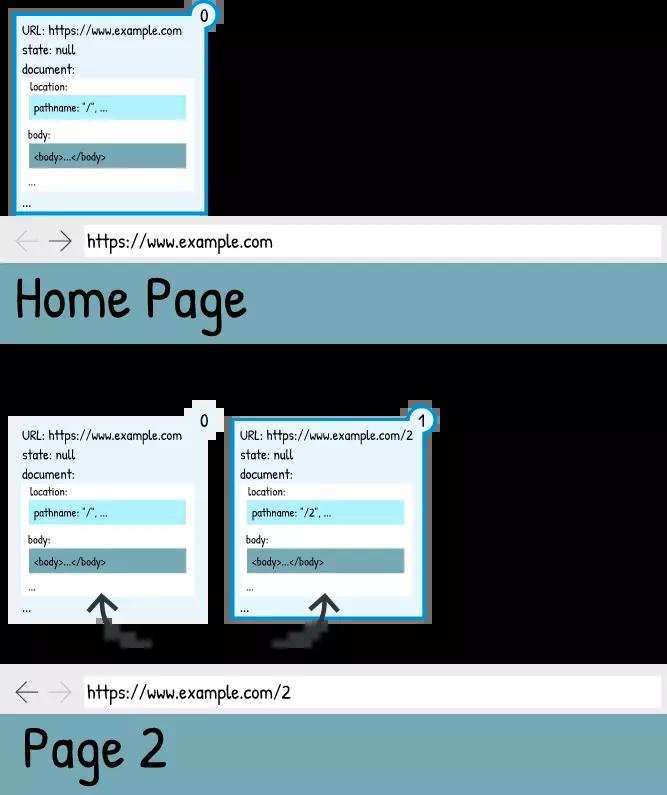 0
URL: https://www.example.com
state: null
document:
location:
pathname: "/", ...
body:
<body>...</body>
...
...
https://www.example.com
Home Page
0
URL: https://www.example.com
state: null
document:
location:
pathname: "/", ...
body:
<body>...</body>
...
...
1
URL: https://www.example.com/2
state: null
document:
location:
pathname: "/2", ...
body:
<body>...</body>
...
...
https://www.example.com/2
Page 2